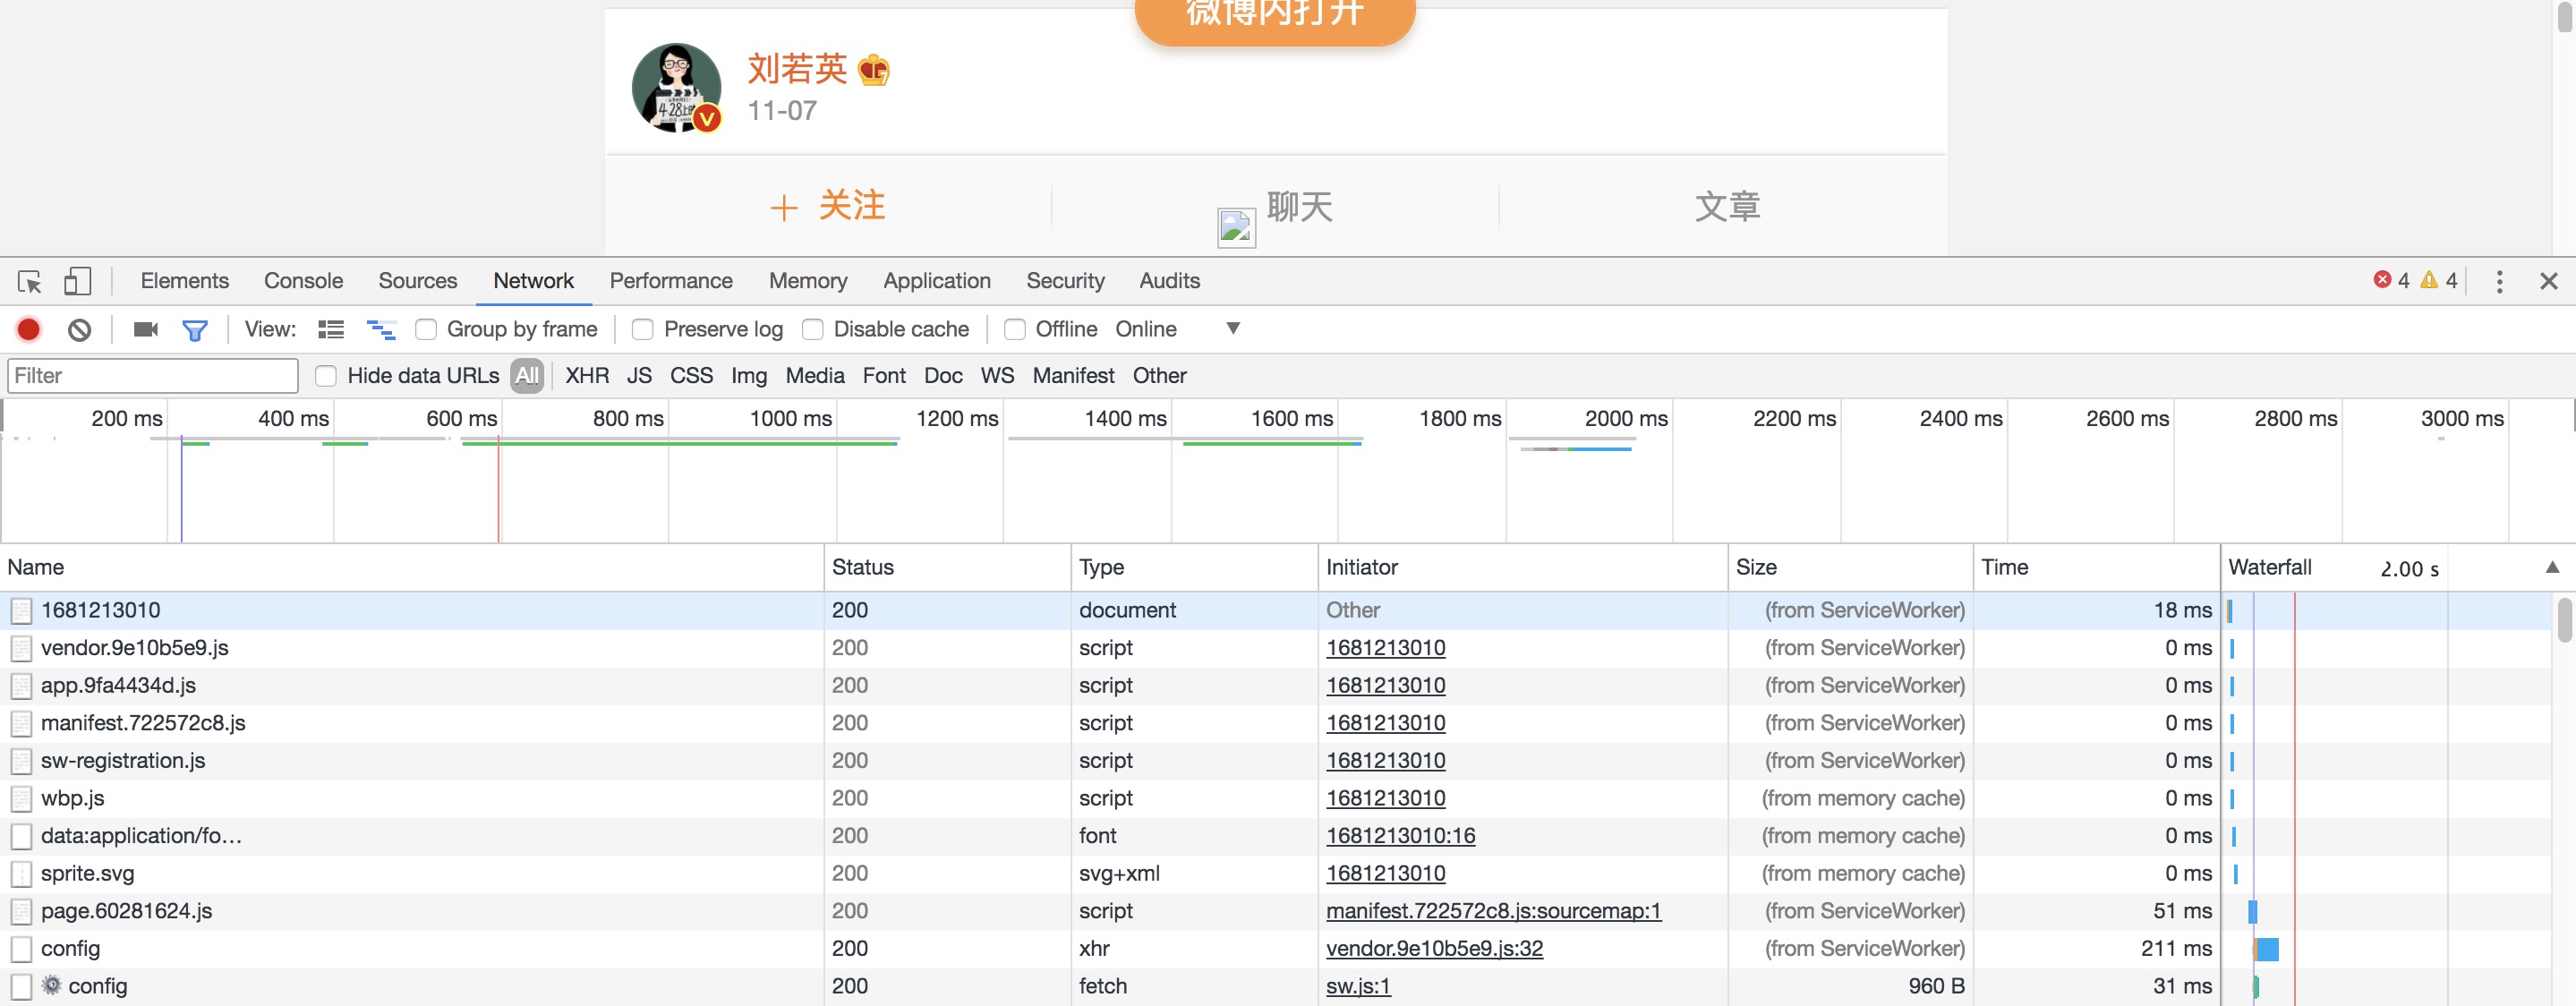 微博内打开
刘若英 7
11-07
4.28上映
V
+ 关注 聊天 文章
Elements Console Sources Network Performance Memory Application Security Audits 4 4
View: Group by frame Preserve log Disable cache Offline Online
Filter Hide data URLs All XHR JS CSS Img Media Font Doc WS Manifest Other
200 ms 400 ms 600 ms 800 ms 1000 ms 1200 ms 1400 ms 1600 ms 1800 ms 2000 ms 2200 ms 2400 ms 2600 ms 2800 ms 3000 ms
Name Status Type Initiator Size Time Waterfall 2.00 s
1681213010 200 document Other (from ServiceWorker) 18 ms
vendor.9e10b5e9.js 200 script 1681213010 (from ServiceWorker) 0 ms
app.9fa4434d.js 200 script 1681213010 (from ServiceWorker) 0 ms
manifest.722572c8.js 200 script 1681213010 (from ServiceWorker) 0 ms
sw-registration.js 200 script 1681213010 (from ServiceWorker) 0 ms
wbp.js 200 script 1681213010 (from memory cache) 0 ms
data:application/fo… 200 font 1681213010:16 (from memory cache) 0 ms
sprite.svg 200 svg+xml 1681213010 (from memory cache) 0 ms
page.60281624.js 200 script manifest.722572c8.js:sourcemap:1 (from ServiceWorker) 51 ms
config 200 xhr vendor.9e10b5e9.js:32 (from ServiceWorker) 211 ms
config 200 fetch sw.js:1 960 B 31 ms